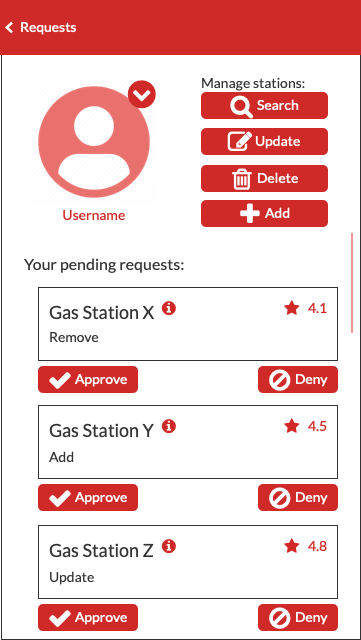 Requests
Manage stations:
Search
Update
Delete
Add
Username
Your pending requests:
Gas Station X 4.1
Remove
Approve Deny
Gas Station Y 4.5
Add
Approve Deny
Gas Station Z 4.8
Update
Approve Deny